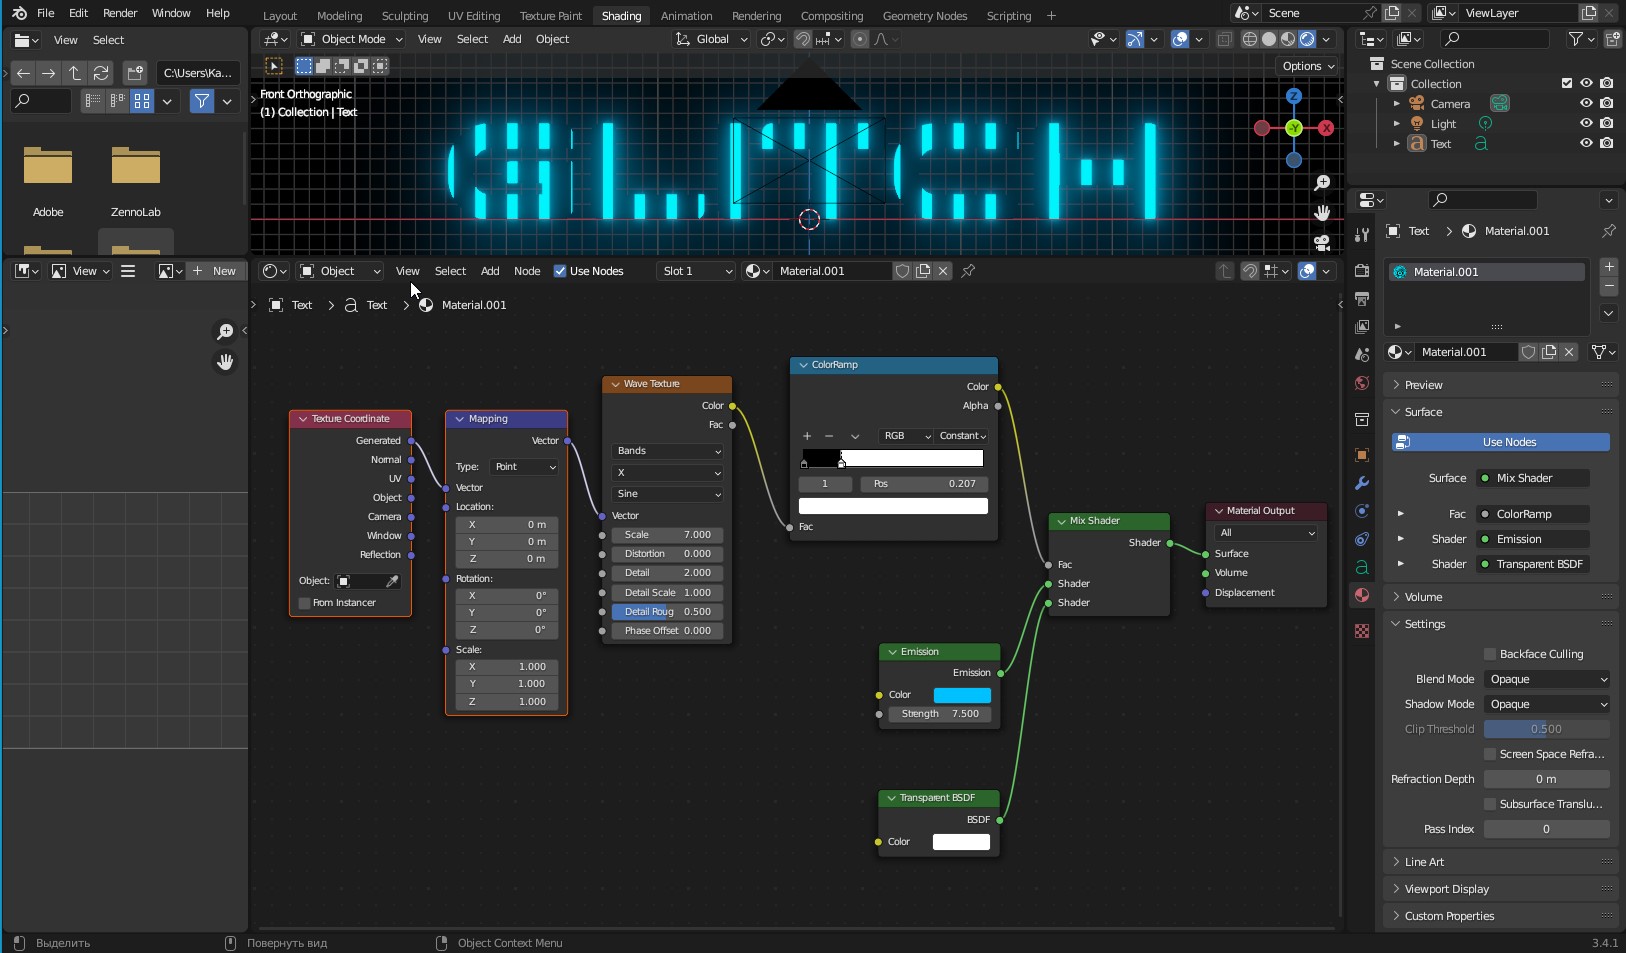 File Edit Render Window Help
Layout Modeling Sculpting UV Editing Texture Paint Shading Animation Rendering Compositing Geometry Nodes Scripting +
Scene
ViewLayer
View Select
C:\Users\Ka...
Adobe ZennoLab
View New
Object Mode View Select Add Object
Global
Options
Front Orthographic
(1) Collection | Text
GLITCH
Z
-Y
X
Object View Select Add Node Use Nodes Slot 1 Material.001
Text Text Material.001
Texture Coordinate
Generated
Normal
UV
Object
Camera
Window
Reflection
Object:
From Instancer
Mapping
Vector
Type: Point
Vector
Location:
X 0 m
Y 0 m
Z 0 m
Rotation:
X 0°
Y 0°
Z 0°
Scale:
X 1.000
Y 1.000
Z 1.000
Wave Texture
Color
Fac
Bands
X
Sine
Vector
Scale 7.000
Distortion 0.000
Detail 2.000
Detail Scale 1.000
Detail Roug 0.500
Phase Offset 0.000
ColorRamp
Color
Alpha
RGB Constant
1 Pos 0.207
Fac
Mix Shader
Shader
Fac
Shader
Shader
Material Output
All
Surface
Volume
Displacement
Emission
Emission
Color
Strength 7.500
Transparent BSDF
BSDF
Color
Scene Collection
Collection
Camera
Light
Text
Text Material.001
Material.001
Material.001
Preview
Surface
Use Nodes
Surface Mix Shader
Fac ColorRamp
Shader Emission
Shader Transparent BSDF
Volume
Settings
Backface Culling
Blend Mode Opaque
Shadow Mode Opaque
Clip Threshold 0.500
Screen Space Refra...
Refraction Depth 0 m
Subsurface Translu...
Pass Index 0
Line Art
Viewport Display
Custom Properties
Выделить Повернуть вид Object Context Menu 3.4.1